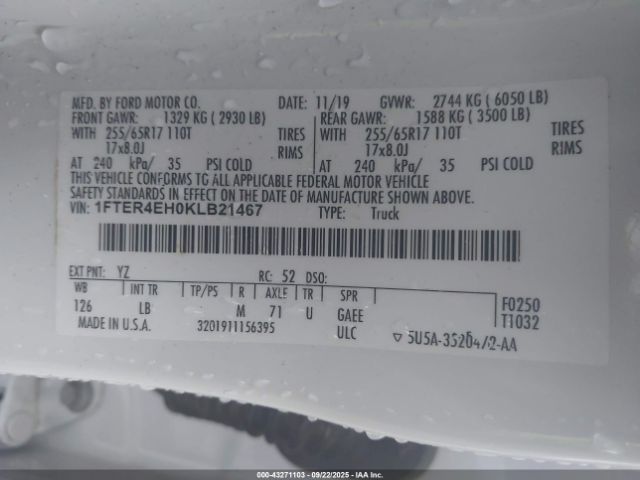 MFD. BY FORD MOTOR CO. DATE: 11/19 GVWR: 2744 KG ( 6050 LB)
FRONT GAWR: 1329 KG ( 2930 LB) REAR GAWR: 1588 KG ( 3500 LB)
WITH 255/65R17 110T TIRES WITH 255/65R17 110T TIRES
17x8.0J RIMS 17x8.0J RIMS
AT 240 kPa/ 35 PSI COLD AT 240 kPa/ 35 PSI COLD
THIS VEHICLE CONFORMS TO ALL APPLICABLE FEDERAL MOTOR VEHICLE
SAFETY STANDARDS IN EFFECT ON THE DATE OF MANUFACTURE SHOWN ABOVE.
VIN: 1FTER4EH0KLB21467 TYPE: Truck
EXT PNT: YZ RC: 52 DSO:
WB INT TR TP/PS R AXLE TR SPR
126 LB M 71 U GAEE
F0250
T1032
MADE IN U.S.A. 3201911156395 ULC ▽ 5U5A-3520472-AA
000-43271103 - 09/22/2025 - IAA Inc.